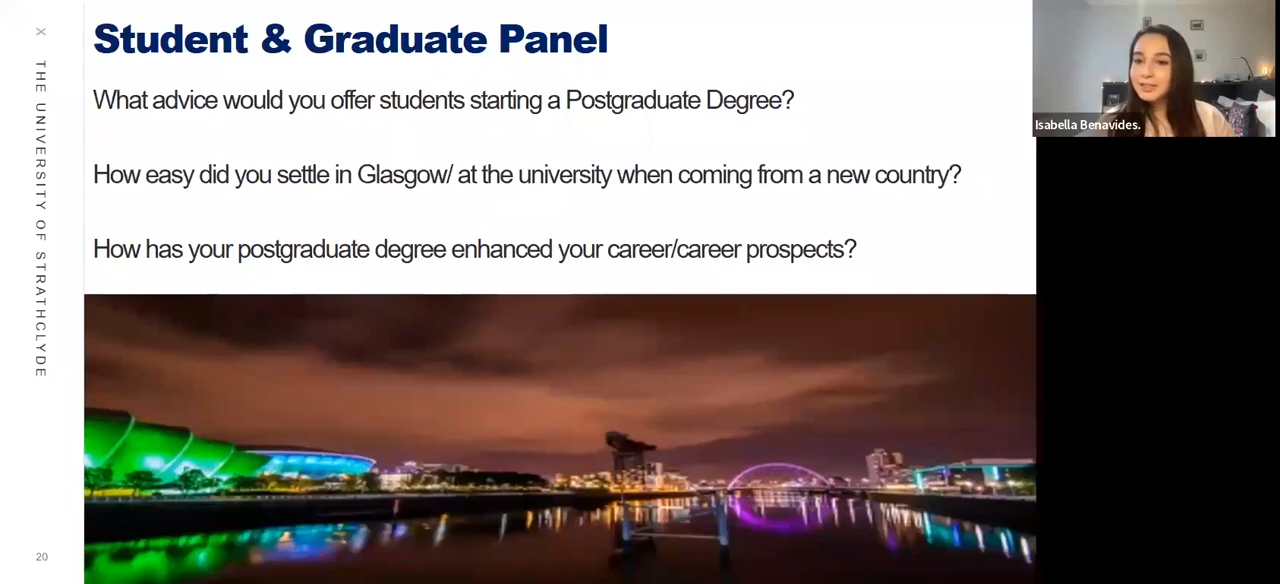 X THE UNIVERSITY OF STRATHCLYDE
Student & Graduate Panel
What advice would you offer students starting a Postgraduate Degree?
How easy did you settle in Glasgow/ at the university when coming from a new country?
How has your postgraduate degree enhanced your career/career prospects?
20
Isabella Benavides.